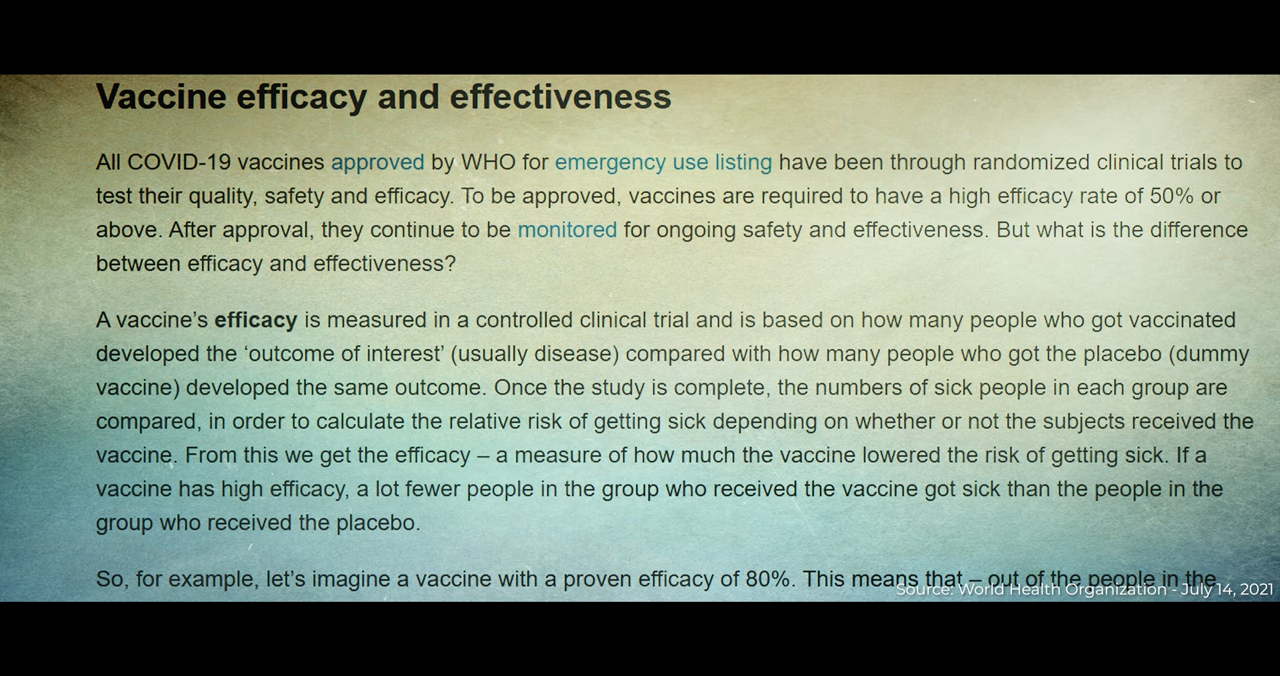 Vaccine efficacy and effectiveness
All COVID-19 vaccines approved by WHO for emergency use listing have been through randomized clinical trials to
test their quality, safety and efficacy. To be approved, vaccines are required to have a high efficacy rate of 50% or
above. After approval, they continue to be monitored for ongoing safety and effectiveness. But what is the difference
between efficacy and effectiveness?
A vaccine’s efficacy is measured in a controlled clinical trial and is based on how many people who got vaccinated
developed the ‘outcome of interest’ (usually disease) compared with how many people who got the placebo (dummy
vaccine) developed the same outcome. Once the study is complete, the numbers of sick people in each group are
compared, in order to calculate the relative risk of getting sick depending on whether or not the subjects received the
vaccine. From this we get the efficacy – a measure of how much the vaccine lowered the risk of getting sick. If a
vaccine has high efficacy, a lot fewer people in the group who received the vaccine got sick than the people in the
group who received the placebo.
So, for example, let’s imagine a vaccine with a proven efficacy of 80%. This means that – out of the people in the
Source: World Health Organization - July 14, 2021